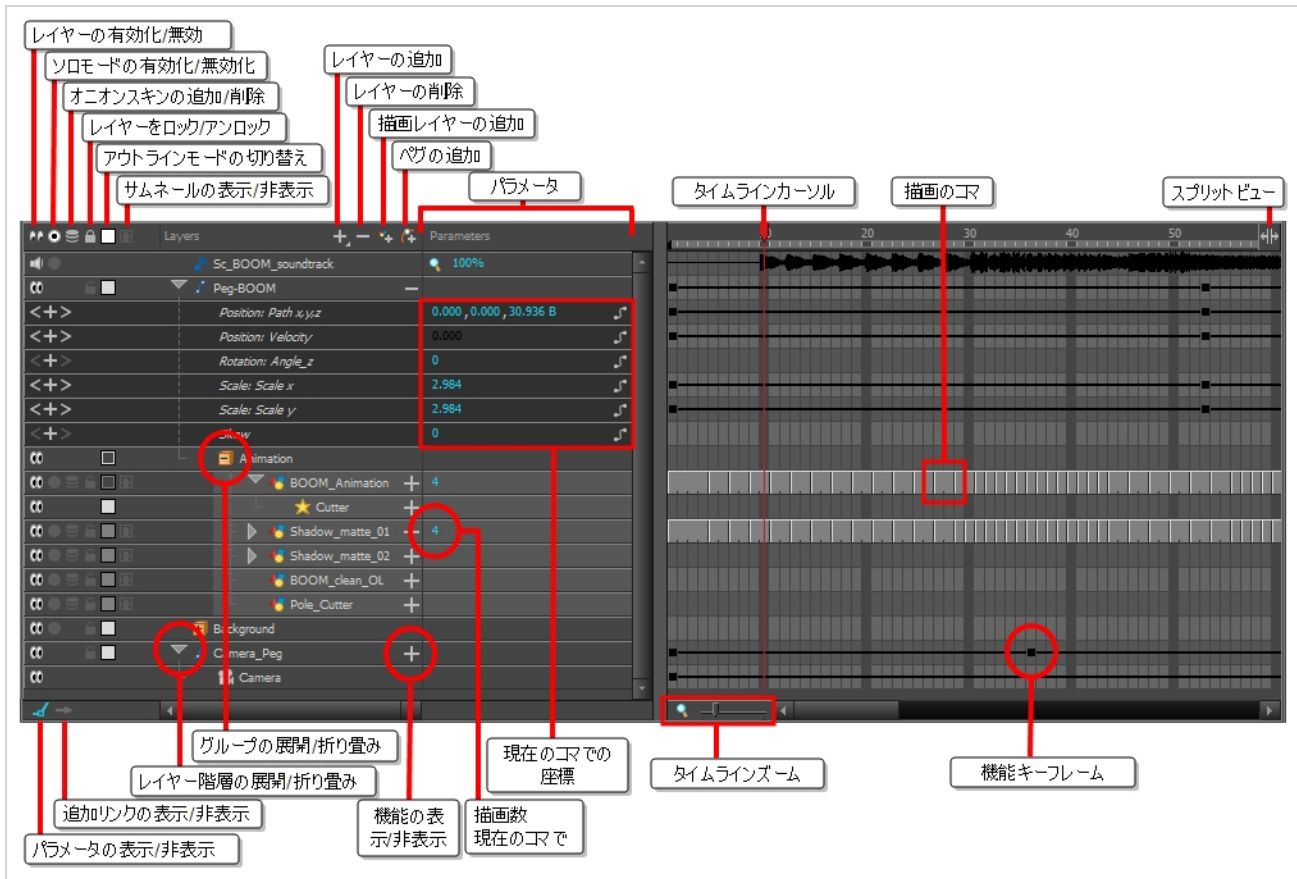 レイヤーの有効化/無効
ソロモードの有効化/無効化
オニオンスキンの追加/削除
レイヤーをロック/アンロック
アウトラインモードの切り替え
サムネールの表示/非表示
レイヤーの追加
レイヤーの削除
描画レイヤーの追加
ペグの追加
パラメータ
タイムラインカーソル
描画のコマ
スプリットビュー
Layers
Parameters
20
30
40
50
Sc_BOOM_soundtrack
100%
Peg-BOOM
Position: Path x,y,z
0.000 , 0.000 , 30.936 B
Position: Velocity
0.000
Rotation: Angle_z
0
Scale: Scale x
2.984
Scale: Scale y
2.984
Skew
0
Animation
BOOM_Animation
4
Cutter
Shadow_matte_01
4
Shadow_matte_02
BOOM_clean_OL
Pole_Cutter
Background
Camera_Peg
Camera
グループの展開/折り畳み
レイヤー階層の展開/折り畳み
追加リンクの表示/非表示
パラメータの表示/非表示
機能の表
示/非表示
描画数
現在のコマで
現在のコマでの
座標
タイムラインズーム
機能キーフレーム